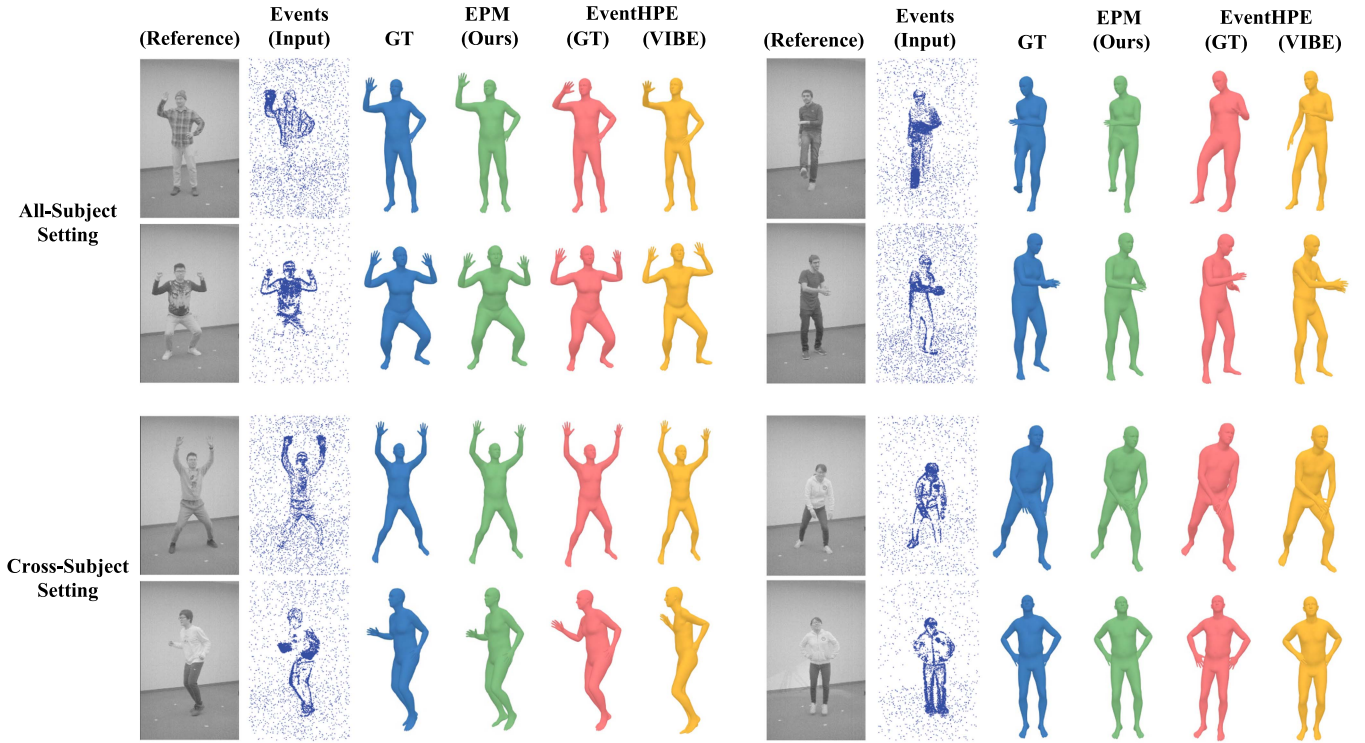 Events EPM EventHPE Events EPM EventHPE
(Reference) (Input) GT (Ours) (GT) (VIBE) (Reference) (Input) GT (Ours) (GT) (VIBE)
All-Subject
Setting
Cross-Subject
Setting